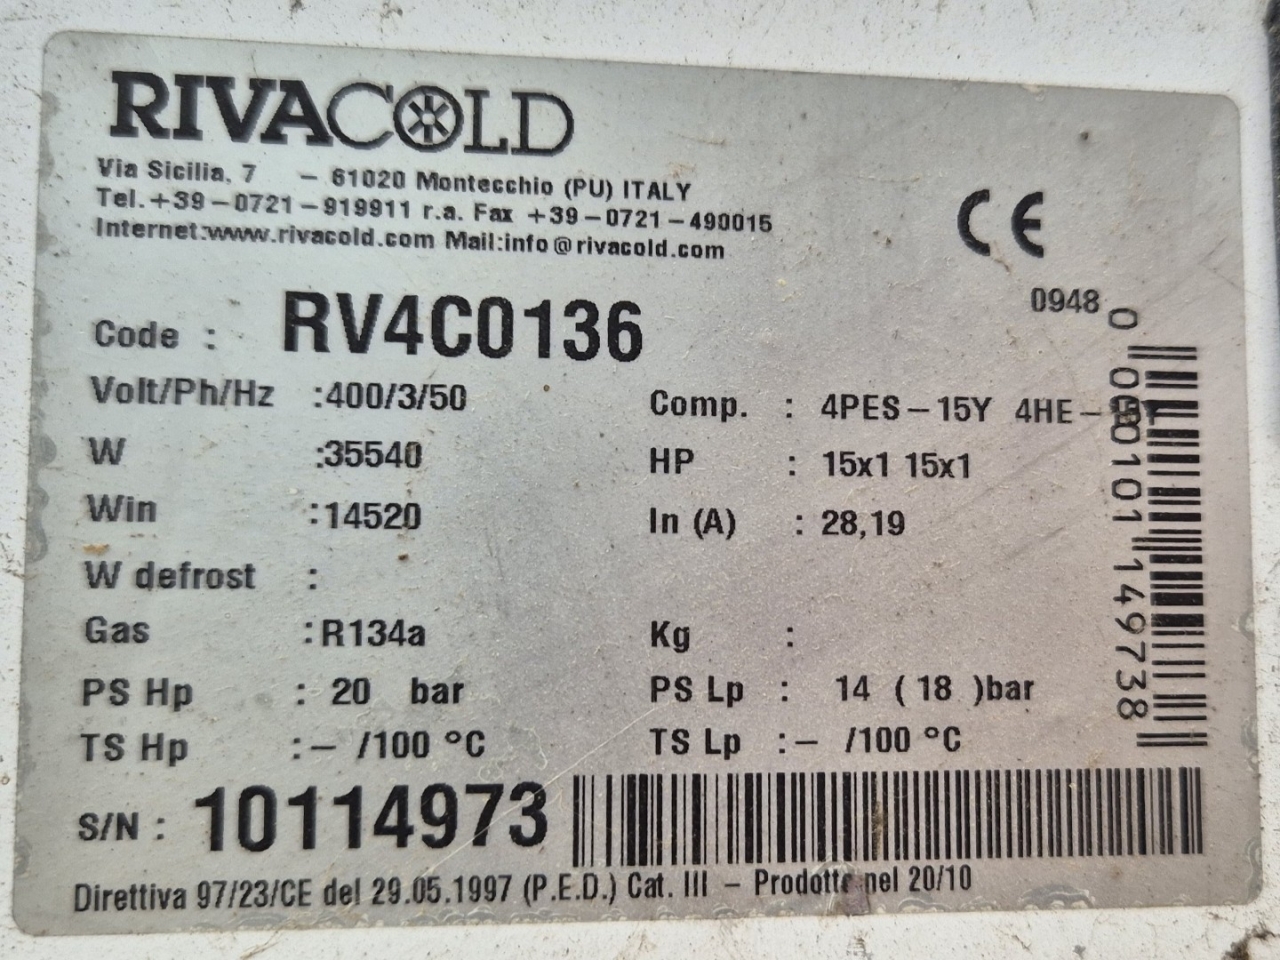 RIVACOLD
Via Sicilia, 7 - 61020 Montecchio (PU) ITALY
Tel.+39-0721-919911 r.a. Fax +39-0721-490015
Internet:www.rivacold.com Mail:info@rivacold.com
CE
0948
Code : RV4C0136
Volt/Ph/Hz :400/3/50
Comp. : 4PES-15Y 4HE-
W :35540
HP : 15x1 15x1
Win :14520
In (A) : 28,19
W defrost :
Gas :R134a
Kg :
PS Hp : 20 bar
PS Lp : 14 ( 18 )bar
TS Hp :- /100 °C
TS Lp :- /100 °C
S/N : 10114973
Direttiva 97/23/CE del 29.05.1997 (P.E.D.) Cat. III - Prodotto nel 20/10